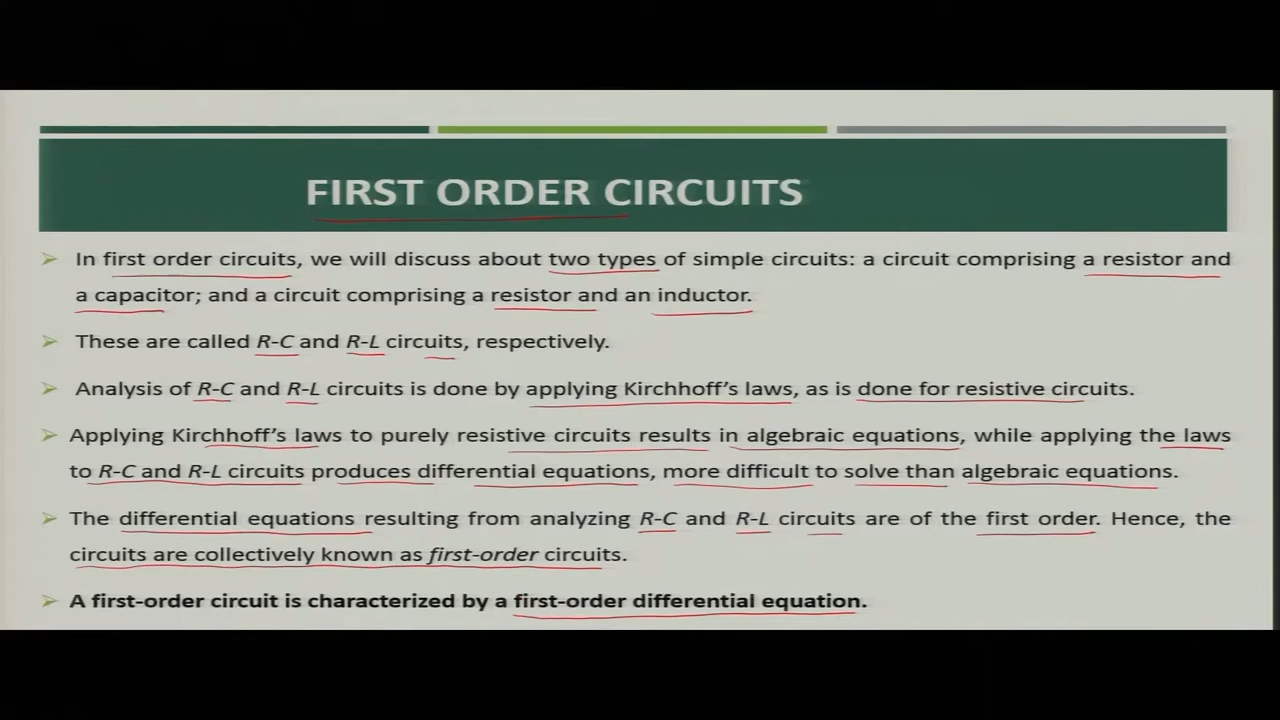 FIRST ORDER CIRCUITS
In first order circuits, we will discuss about two types of simple circuits: a circuit comprising a resistor and
a capacitor; and a circuit comprising a resistor and an inductor.
These are called R-C and R-L circuits, respectively.
Analysis of R-C and R-L circuits is done by applying Kirchhoff's laws, as is done for resistive circuits.
Applying Kirchhoff's laws to purely resistive circuits results in algebraic equations, while applying the laws
to R-C and R-L circuits produces differential equations, more difficult to solve than algebraic equations.
The differential equations resulting from analyzing R-C and R-L circuits are of the first order. Hence, the
circuits are collectively known as first-order circuits.
A first-order circuit is characterized by a first-order differential equation.